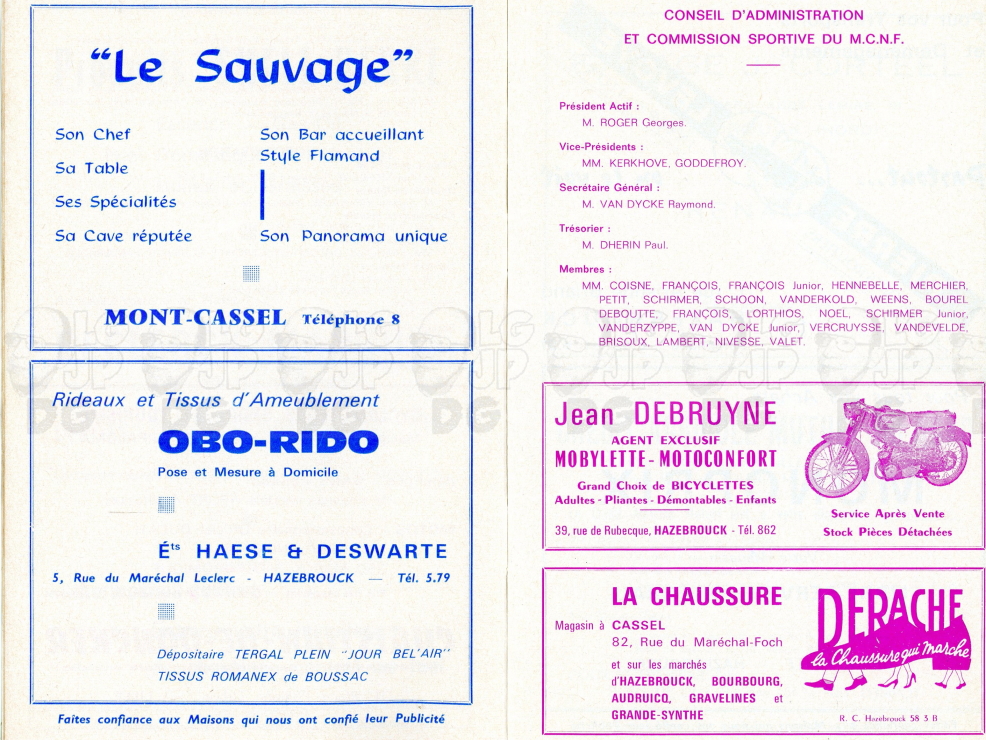 “Le Sauvage”
Son Chef
Sa Table
Ses Spécialités
Sa Cave réputée
Son Bar accueillant
Style Flamand
Son Panorama unique
MONT-CASSEL Téléphone 8
Rideaux et Tissus d'Ameublement
OBO-RIDO
Pose et Mesure à Domicile
Éts HAESE & DESWARTE
5, Rue du Maréchal Leclerc - HAZEBROUCK — Tél. 5.79
Dépositaire TERGAL PLEIN "JOUR BEL'AIR"
TISSUS ROMANEX de BOUSSAC
Faites confiance aux Maisons qui nous ont confié leur Publicité
CONSEIL D'ADMINISTRATION
ET COMMISSION SPORTIVE DU M.C.N.F.
Président Actif :
M. ROGER Georges.
Vice-Présidents :
MM. KERKHOVE, GODDEFROY.
Secrétaire Général :
M. VAN DYCKE Raymond.
Trésorier :
M. DHERIN Paul.
Membres :
MM. COISNE, FRANÇOIS, FRANÇOIS Junior, HENNEBELLE, MERCHIER,
PETIT, SCHIRMER, SCHOON, VANDERKOLD, WEENS, BOUREL
DEBOUTTE, FRANÇOIS, LORTHIOS, NOEL, SCHIRMER Junior,
VANDERZYPPE, VAN DYCKE Junior, VERCRUYSSE, VANDEVELDE,
BRISOUX, LAMBERT, NIVESSE, VALET.
Jean DEBRUYNE
AGENT EXCLUSIF
MOBYLETTE - MOTOCONFORT
Grand Choix de BICYCLETTES
Adultes - Pliantes - Démontables - Enfants
39, rue de Rubecque, HAZEBROUCK - Tél. 862
Service Après Vente
Stock Pièces Détachées
LA CHAUSSURE
Magasin à CASSEL
82, Rue du Maréchal-Foch
et sur les marchés
d'HAZEBROUCK, BOURBOURG,
AUDRUICQ, GRAVELINES et
GRANDE-SYNTHE
DERACHE
la Chaussure qui marche
R. C. Hazebrouck 58 3 B
LG
JP
DG